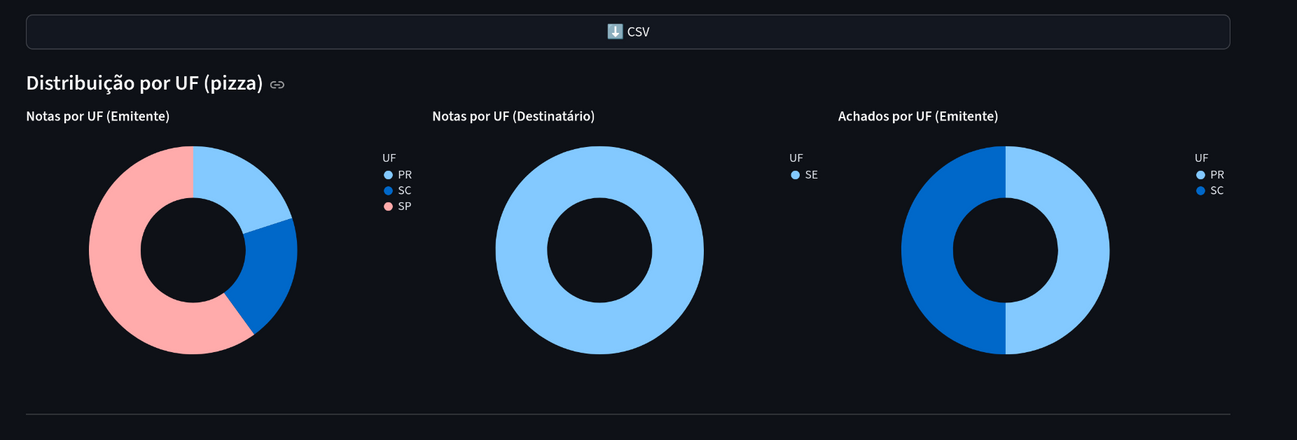 ⬇️ CSV
Distribuição por UF (pizza)
Notas por UF (Emitente)
UF
PR
SC
SP
Notas por UF (Destinatário)
UF
SE
Achados por UF (Emitente)
UF
PR
SC